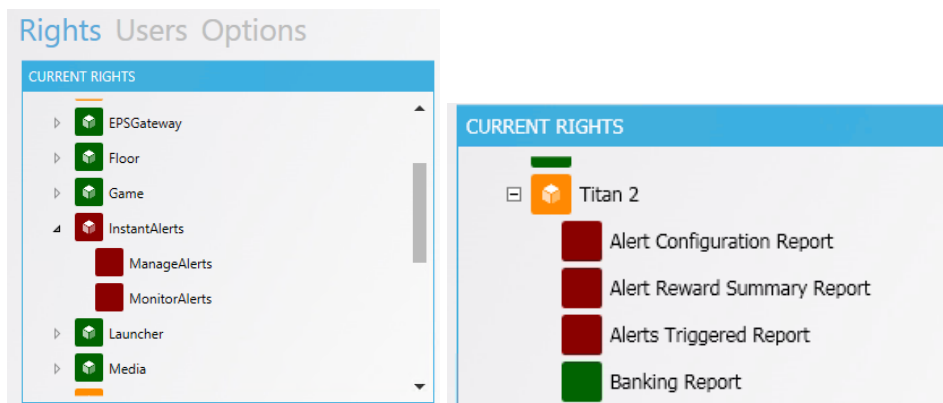 Rights Users Options
CURRENT RIGHTS
EPSGateway
Floor
Game
InstantAlerts
ManageAlerts
MonitorAlerts
Launcher
Media
CURRENT RIGHTS
Titan 2
Alert Configuration Report
Alert Reward Summary Report
Alerts Triggered Report
Banking Report